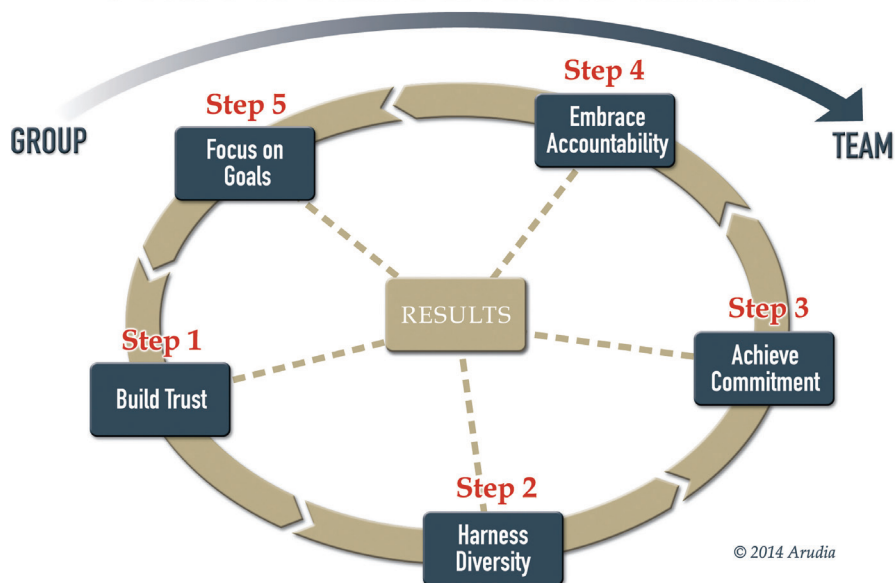 GROUP
TEAM
Step 1
Build Trust
Step 2
Harness
Diversity
Step 3
Achieve
Commitment
Step 4
Embrace
Accountability
Step 5
Focus on
Goals
RESULTS
© 2014 Arudia